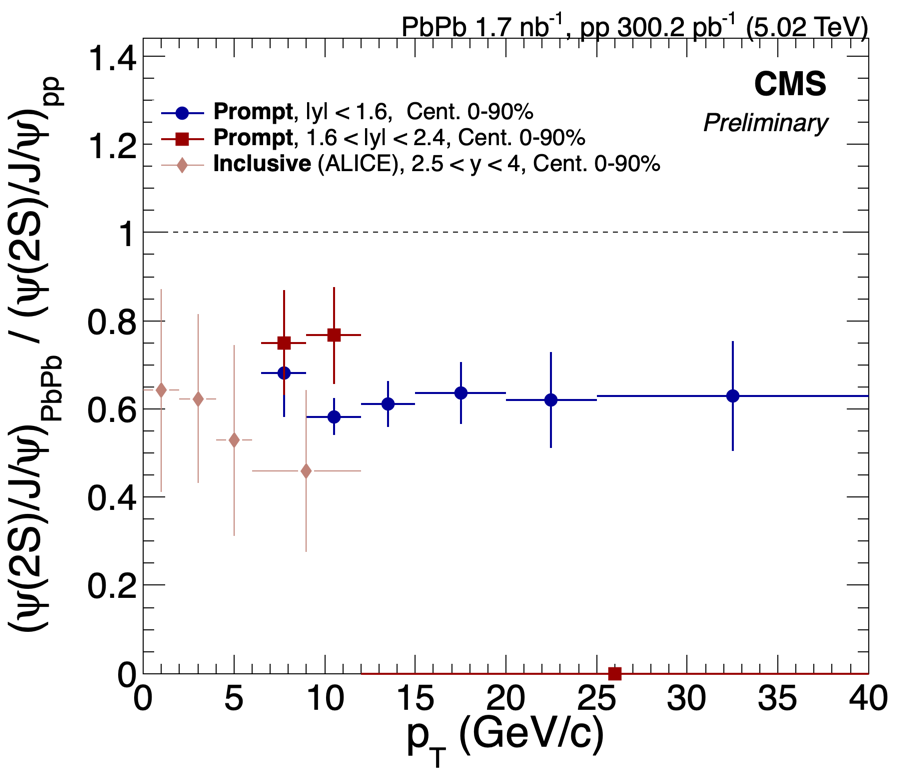 PbPb 1.7 nb⁻¹, pp 300.2 pb⁻¹ (5.02 TeV)
CMS
Preliminary
Prompt, |y| < 1.6, Cent. 0-90%
Prompt, 1.6 < |y| < 2.4, Cent. 0-90%
Inclusive (ALICE), 2.5 < y < 4, Cent. 0-90%
(ψ(2S)/J/ψ)PbPb / (ψ(2S)/J/ψ)pp
1.4
1.2
1
0.8
0.6
0.4
0.2
0
0 5 10 15 20 25 30 35 40
pT (GeV/c)